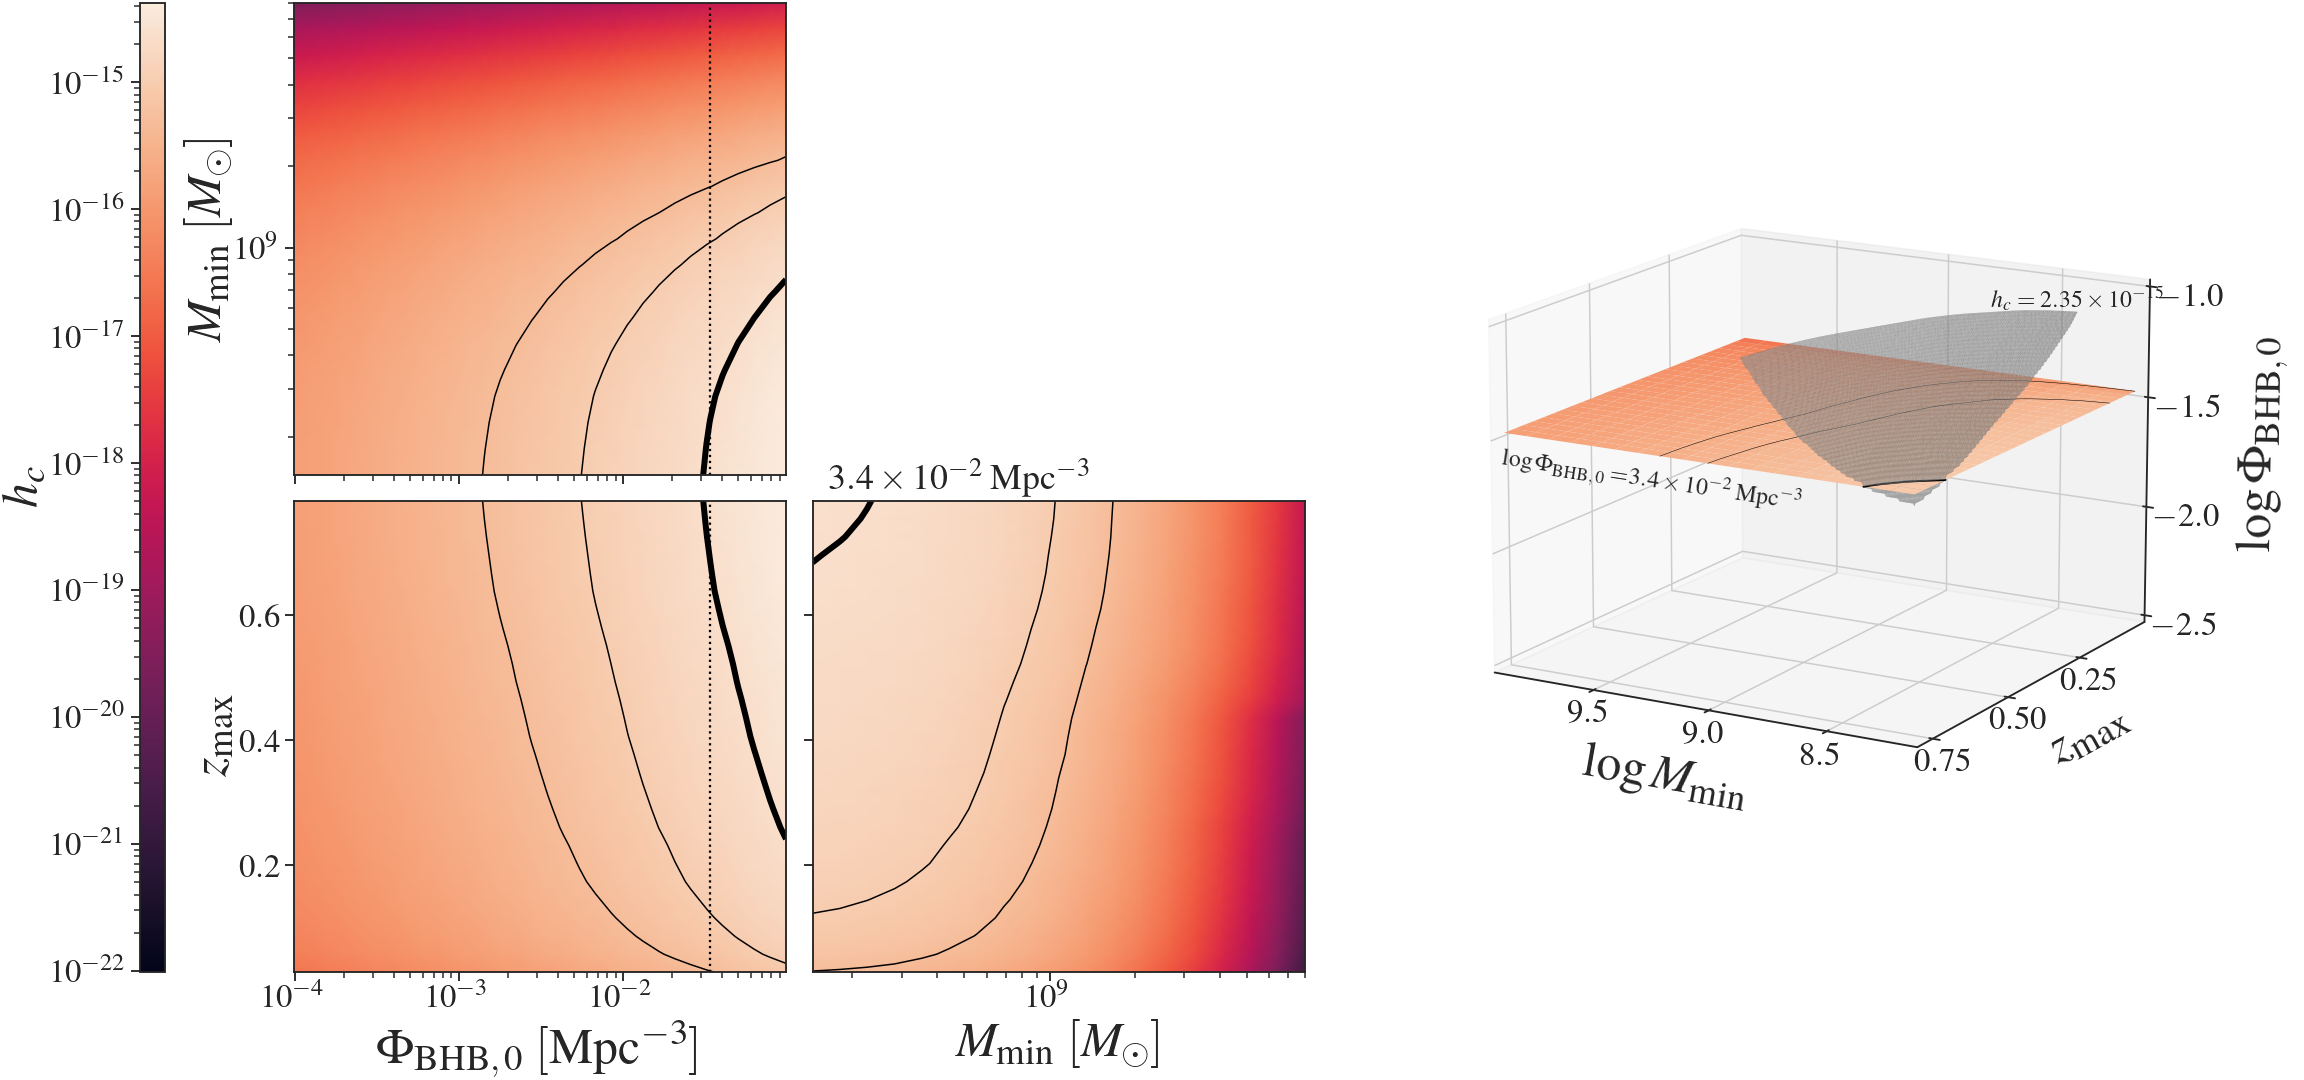 h_c
10⁻¹⁵
10⁻¹⁶
10⁻¹⁷
10⁻¹⁸
10⁻¹⁹
10⁻²⁰
10⁻²¹
10⁻²²
M_min [M_⊙]
10⁹
z_max
0.6
0.4
0.2
10⁻⁴
10⁻³
10⁻²
Φ_BHB,0 [Mpc⁻³]
3.4 × 10⁻² Mpc⁻³
10⁹
M_min [M_⊙]
h_c = 2.35 × 10⁻¹⁵
log Φ_BHB,0 =3.4 × 10⁻² Mpc⁻³
−1.0
−1.5
−2.0
−2.5
log Φ_BHB,0
9.5
9.0
8.5
log M_min
0.25
0.50
0.75
z_max